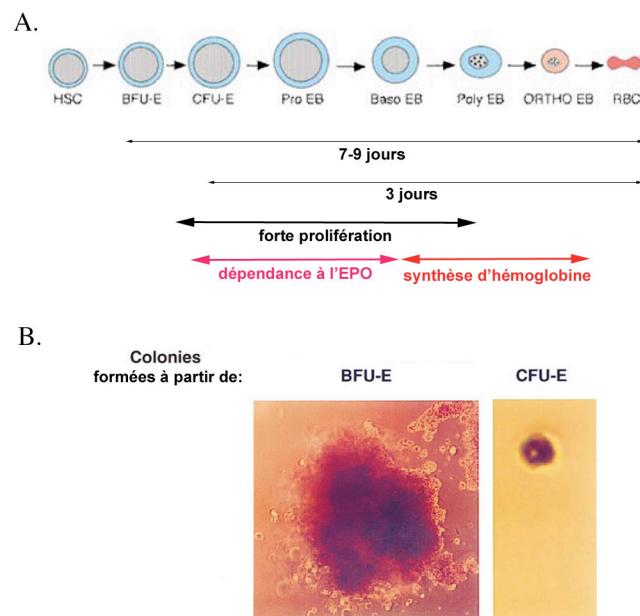 A.
HSC BFU-E CFU-E Pro EB Baso EB Poly EB ORTHO EB RBC
7-9 jours
3 jours
forte prolifération
dépendance à l'EPO synthèse d'hémoglobine
B.
Colonies
formées à partir de: BFU-E CFU-E